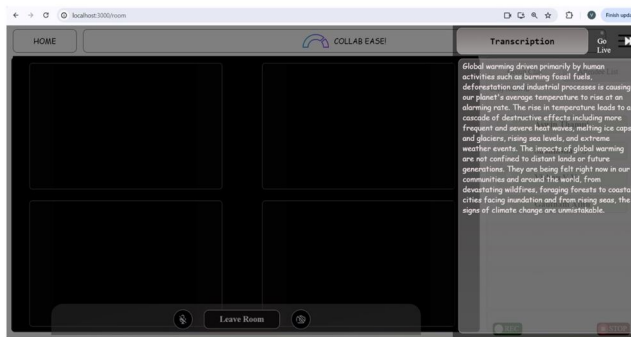 localhost:3000/room
Finish upda
HOME
COLLAB EASE!
Transcription
Go
Live
Global warming driven primarily by human
activities such as burning fossil fuels,
deforestation and industrial processes is causing
our planet's average temperature to rise at an
alarming rate. The rise in temperature leads to a
cascade of destructive effects including more
frequent and severe heat waves, melting ice caps
and glaciers, rising sea levels, and extreme
weather events. The impacts of global warming
are not confined to distant lands or future
generations. They are being felt right now in our
communities and around the world, from
devastating wildfires, foraging forests to coasta
cities facing inundation and from rising seas, the
signs of climate change are unmistakable.
Leave Room
REC
STOP